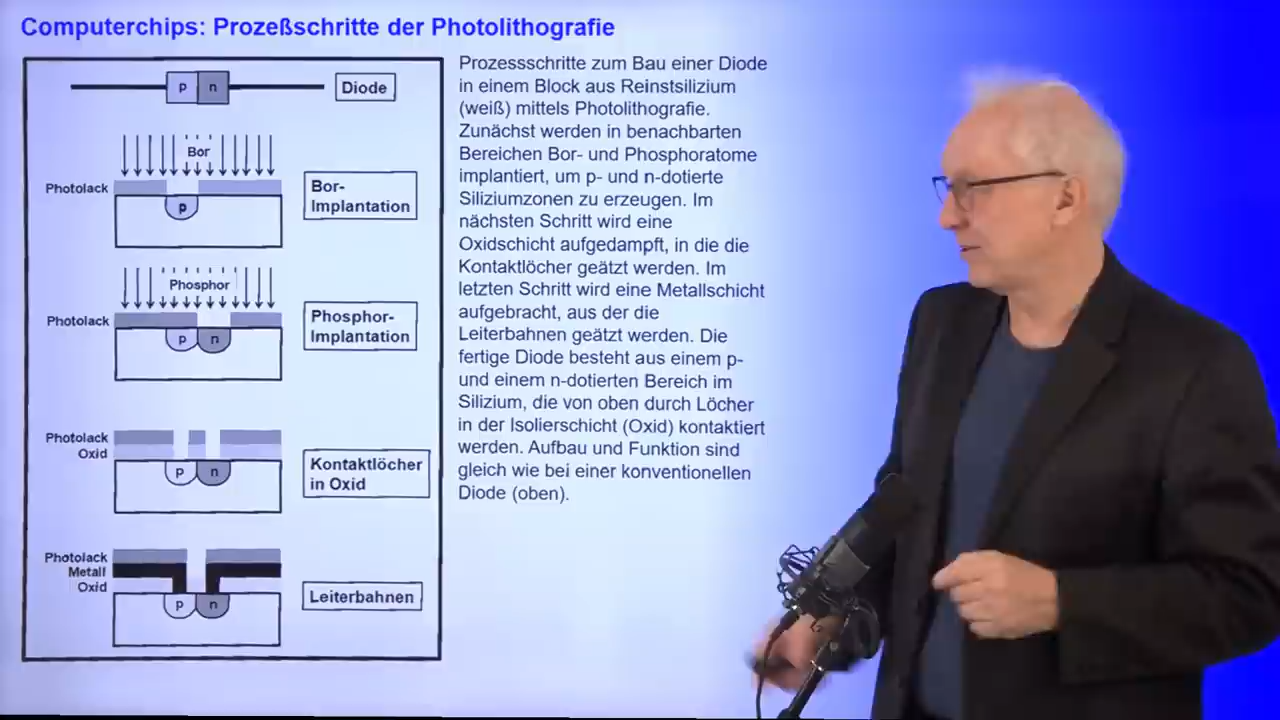 Computerchips: Prozeßschritte der Photolithografie
p n
Diode
Bor
Photolack
p
Bor-
Implantation
Phosphor
Photolack
p n
Phosphor-
Implantation
Photolack
Oxid
p n
Kontaktlöcher
in Oxid
Photolack
Metall
Oxid
p n
Leiterbahnen
Prozessschritte zum Bau einer Diode
in einem Block aus Reinstsilizium
(weiß) mittels Photolithografie.
Zunächst werden in benachbarten
Bereichen Bor- und Phosphoratome
implantiert, um p- und n-dotierte
Siliziumzonen zu erzeugen. Im
nächsten Schritt wird eine
Oxidschicht aufgedampft, in die die
Kontaktlöcher geätzt werden. Im
letzten Schritt wird eine Metallschicht
aufgebracht, aus der die
Leiterbahnen geätzt werden. Die
fertige Diode besteht aus einem p-
und einem n-dotierten Bereich im
Silizium, die von oben durch Löcher
in der Isolierschicht (Oxid) kontaktiert
werden. Aufbau und Funktion sind
gleich wie bei einer konventionellen
Diode (oben).